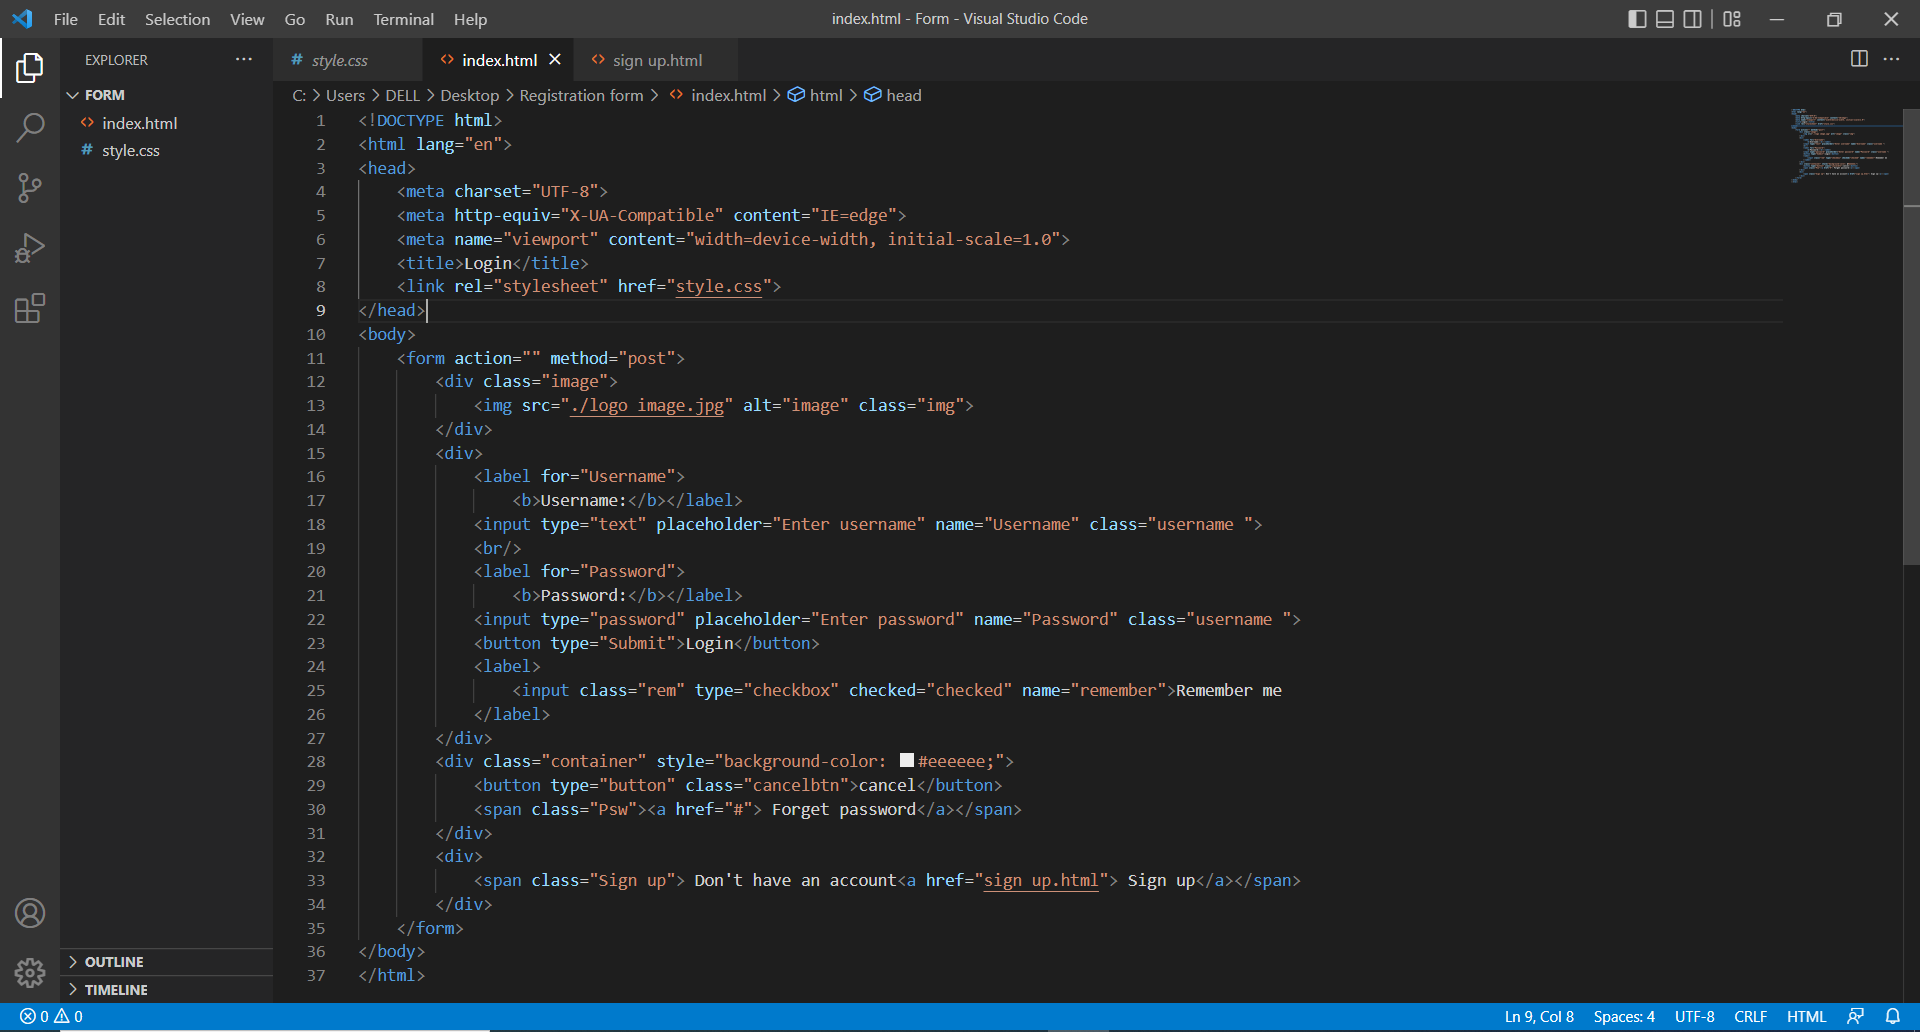 File Edit Selection View Go Run Terminal Help index.html - Form - Visual Studio Code
EXPLORER
FORM
index.html
# style.css
OUTLINE
TIMELINE
# style.css index.html sign up.html
C: > Users > DELL > Desktop > Registration form > index.html > html > head
1 <!DOCTYPE html>
2 <html lang="en">
3 <head>
4 <meta charset="UTF-8">
5 <meta http-equiv="X-UA-Compatible" content="IE=edge">
6 <meta name="viewport" content="width=device-width, initial-scale=1.0">
7 <title>Login</title>
8 <link rel="stylesheet" href="style.css">
9 </head>
10 <body>
11 <form action="" method="post">
12 <div class="image">
13 <img src="./logo image.jpg" alt="image" class="img">
14 </div>
15 <div>
16 <label for="Username">
17 <b>Username:</b></label>
18 <input type="text" placeholder="Enter username" name="Username" class="username ">
19 <br/>
20 <label for="Password">
21 <b>Password:</b></label>
22 <input type="password" placeholder="Enter password" name="Password" class="username ">
23 <button type="Submit">Login</button>
24 <label>
25 <input class="rem" type="checkbox" checked="checked" name="remember">Remember me
26 </label>
27 </div>
28 <div class="container" style="background-color: #eeeeee;">
29 <button type="button" class="cancelbtn">cancel</button>
30 <span class="Psw"><a href="#"> Forget password</a></span>
31 </div>
32 <div>
33 <span class="Sign up"> Don't have an account<a href="sign up.html"> Sign up</a></span>
34 </div>
35 </form>
36 </body>
37 </html>
0 0 Ln 9, Col 8 Spaces: 4 UTF-8 CRLF HTML